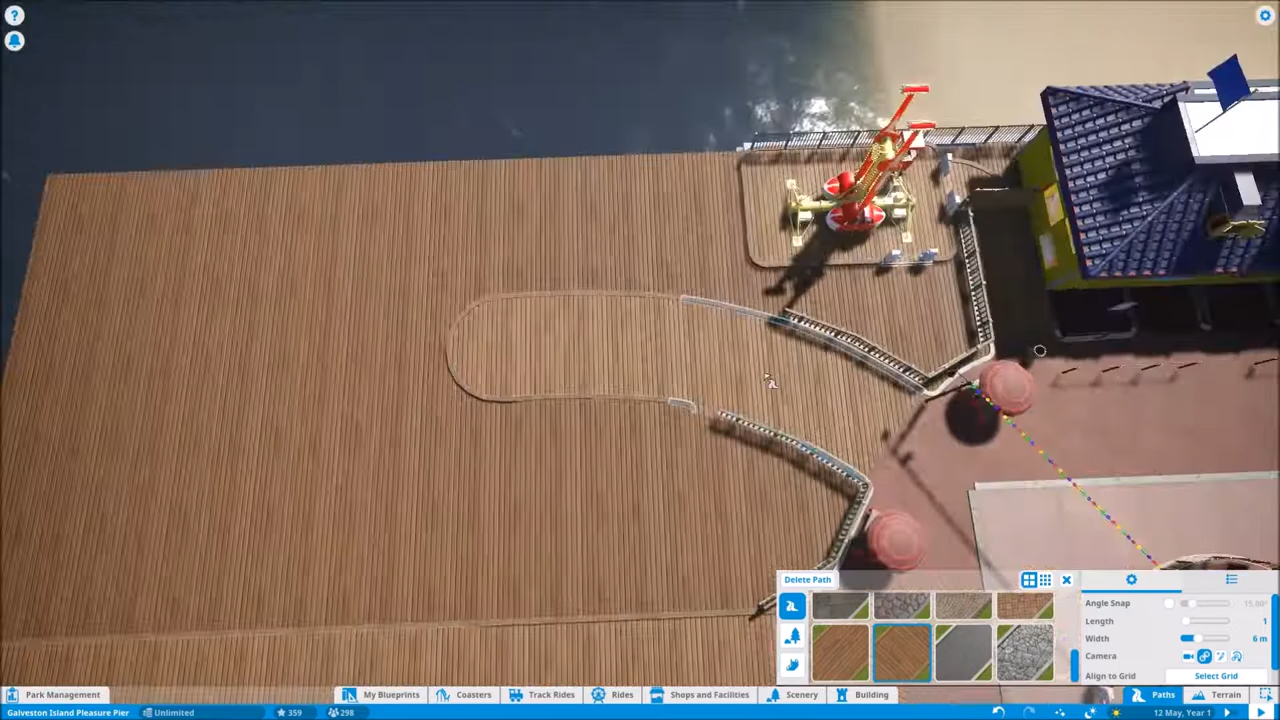 ?
Delete Path
Angle Snap 15.00°
Length 1
Width 6 m
Camera
Align to Grid Select Grid
Park Management My Blueprints Coasters Track Rides Rides Shops and Facilities Scenery Building Paths Terrain
Galveston Island Pleasure Pier Unlimited 359 298 12 May, Year 1